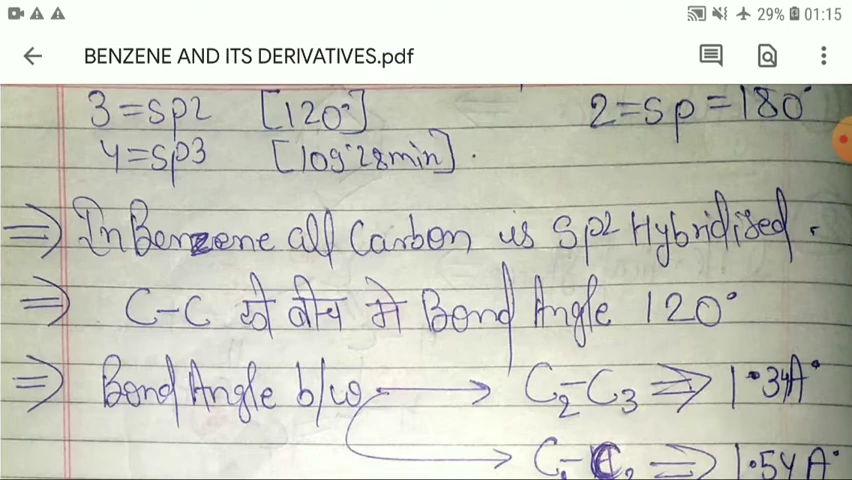 29% 01:15
BENZENE AND ITS DERIVATIVES.pdf
3=sp2 [120°] 2=sp=180°
4=sp3 [109°28min].
⇒ In Benzene all Carbon is sp2 Hybridised.
⇒ C-C के बीच मे Bond Angle 120°
⇒ Bond Angle b/w → C2-C3 ⇒ 1.34A°
→ C1-C2 ⇒ 1.54A°